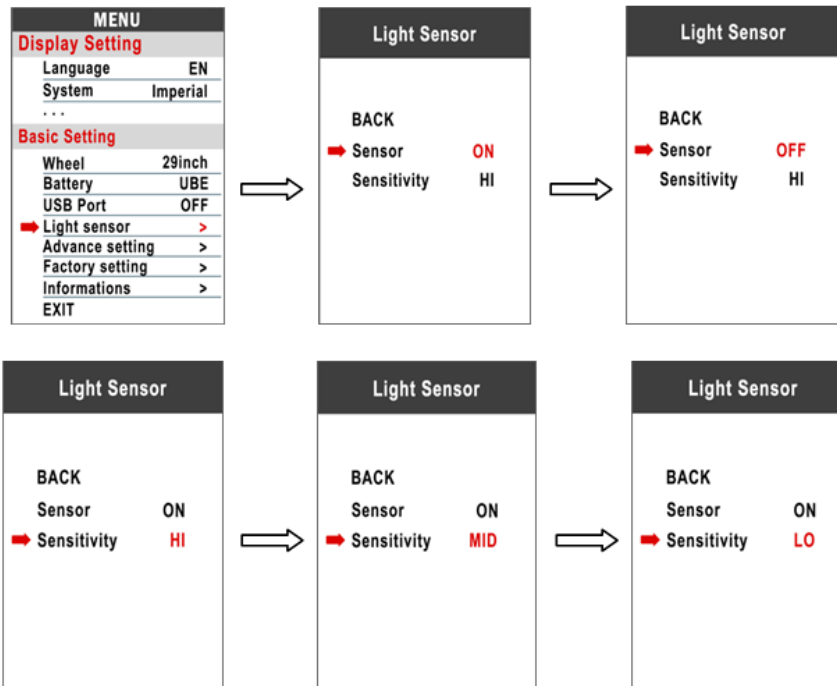 MENU
Display Setting
Language EN
System Imperial
...
Basic Setting
Wheel 29inch
Battery UBE
USB Port OFF
Light sensor >
Advance setting >
Factory setting >
Informations >
EXIT
Light Sensor
BACK
Sensor ON
Sensitivity HI
Light Sensor
BACK
Sensor OFF
Sensitivity HI
Light Sensor
BACK
Sensor ON
Sensitivity HI
Light Sensor
BACK
Sensor ON
Sensitivity MID
Light Sensor
BACK
Sensor ON
Sensitivity LO